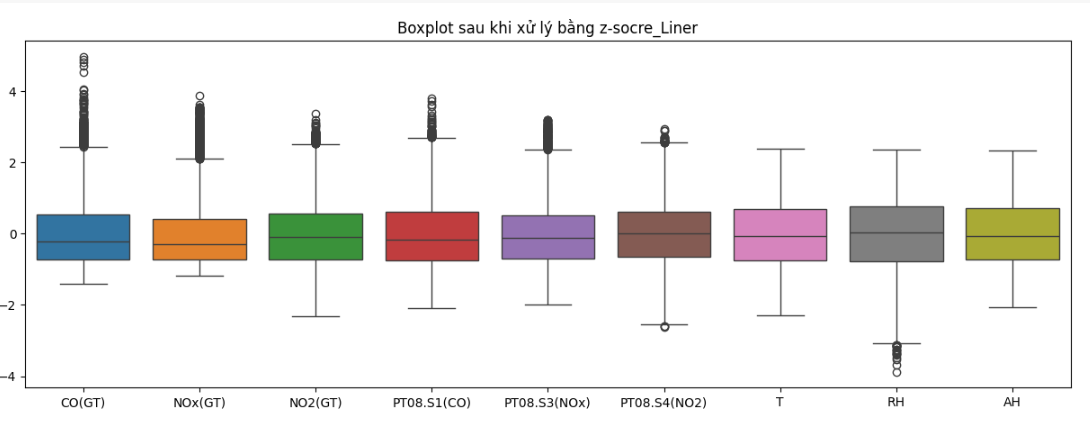 Boxplot sau khi xử lý bằng z-socre_Liner
4
2
0
−2
−4
CO(GT) NOx(GT) NO2(GT) PT08.S1(CO) PT08.S3(NOx) PT08.S4(NO2) T RH AH